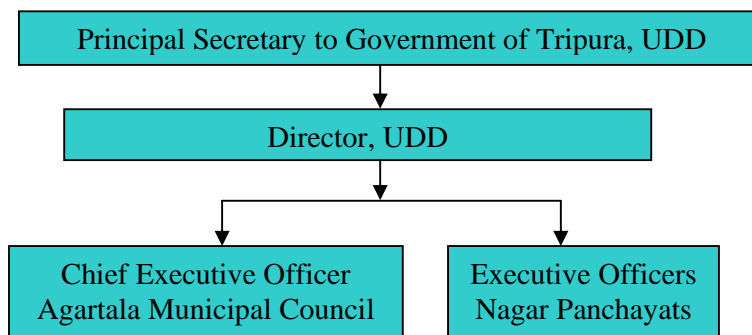 Principal Secretary to Government of Tripura, UDD
Director, UDD
Chief Executive Officer
Agartala Municipal Council
Executive Officers
Nagar Panchayats